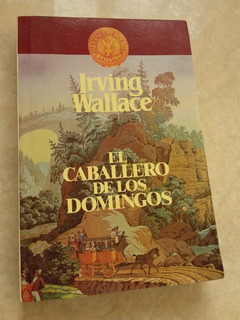 Irving
Wallace
EL
CABALLERO
DE LOS
DOMINGOS